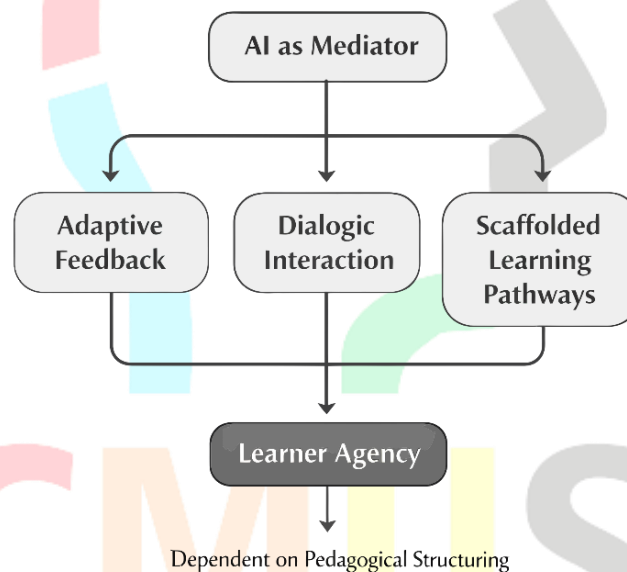 AI as Mediator
Adaptive
Feedback
Dialogic
Interaction
Scaffolded
Learning
Pathways
Learner Agency
Dependent on Pedagogical Structuring